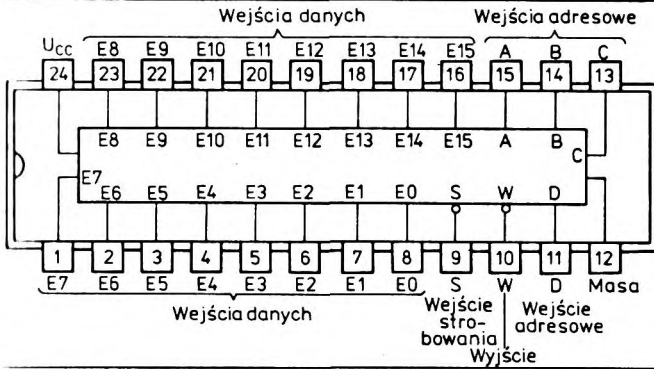 Wejścia danych Wejścia adresowe
UCC E8 E9 E10 E11 E12 E13 E14 E15 A B C
24 23 22 21 20 19 18 17 16 15 14 13
E8 E9 E10 E11 E12 E13 E14 E15 A B
C
E7
E6 E5 E4 E3 E2 E1 E0 S W D
1 2 3 4 5 6 7 8 9 10 11 12
E7 E6 E5 E4 E3 E2 E1 E0 S W D Masa
Wejścia danych
Wejście
stro-
bowania
Wejście
adresowe
Wyjście